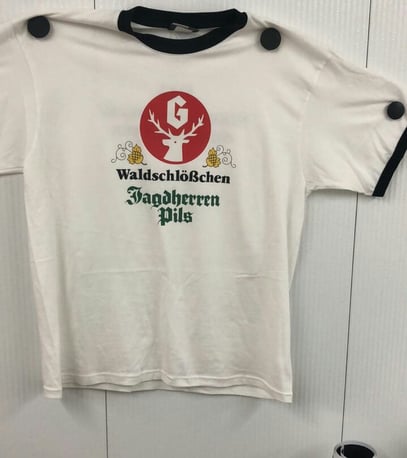 G
Waldschlößchen
Jagdherren
Pils